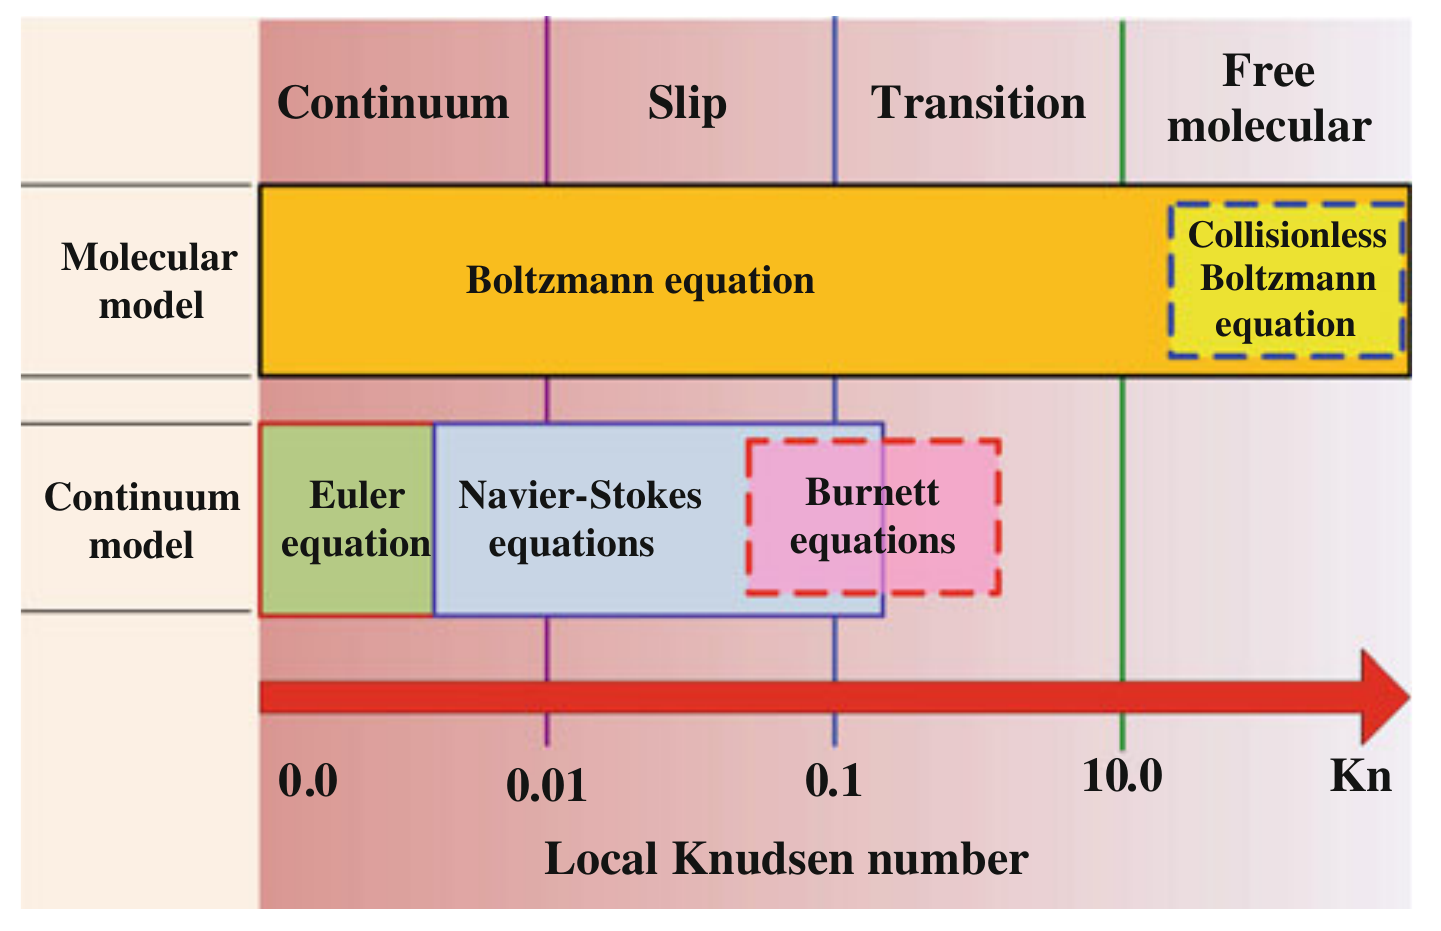 Continuum Slip Transition Free
molecular
Molecular
model
Boltzmann equation
Collisionless
Boltzmann
equation
Continuum
model
Euler
equation
Navier-Stokes
equations
Burnett
equations
0.0 0.01 0.1 10.0 Kn
Local Knudsen number